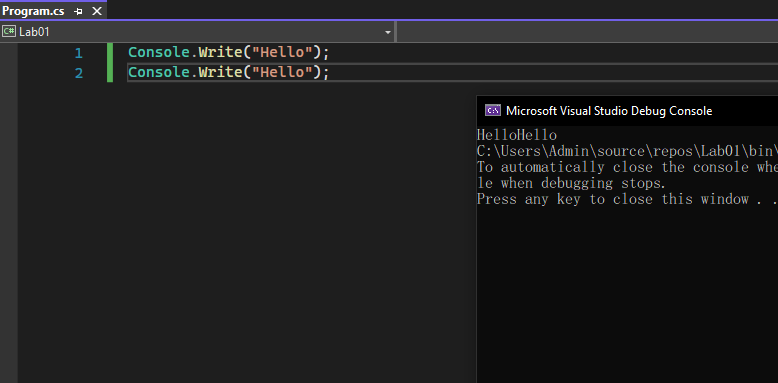 Program.cs
C# Lab01
1 Console.Write("Hello");
2 Console.Write("Hello");
C:\ Microsoft Visual Studio Debug Console
HelloHello
C:\Users\Admin\source\repos\Lab01\bin\
To automatically close the console whe
le when debugging stops.
Press any key to close this window . .